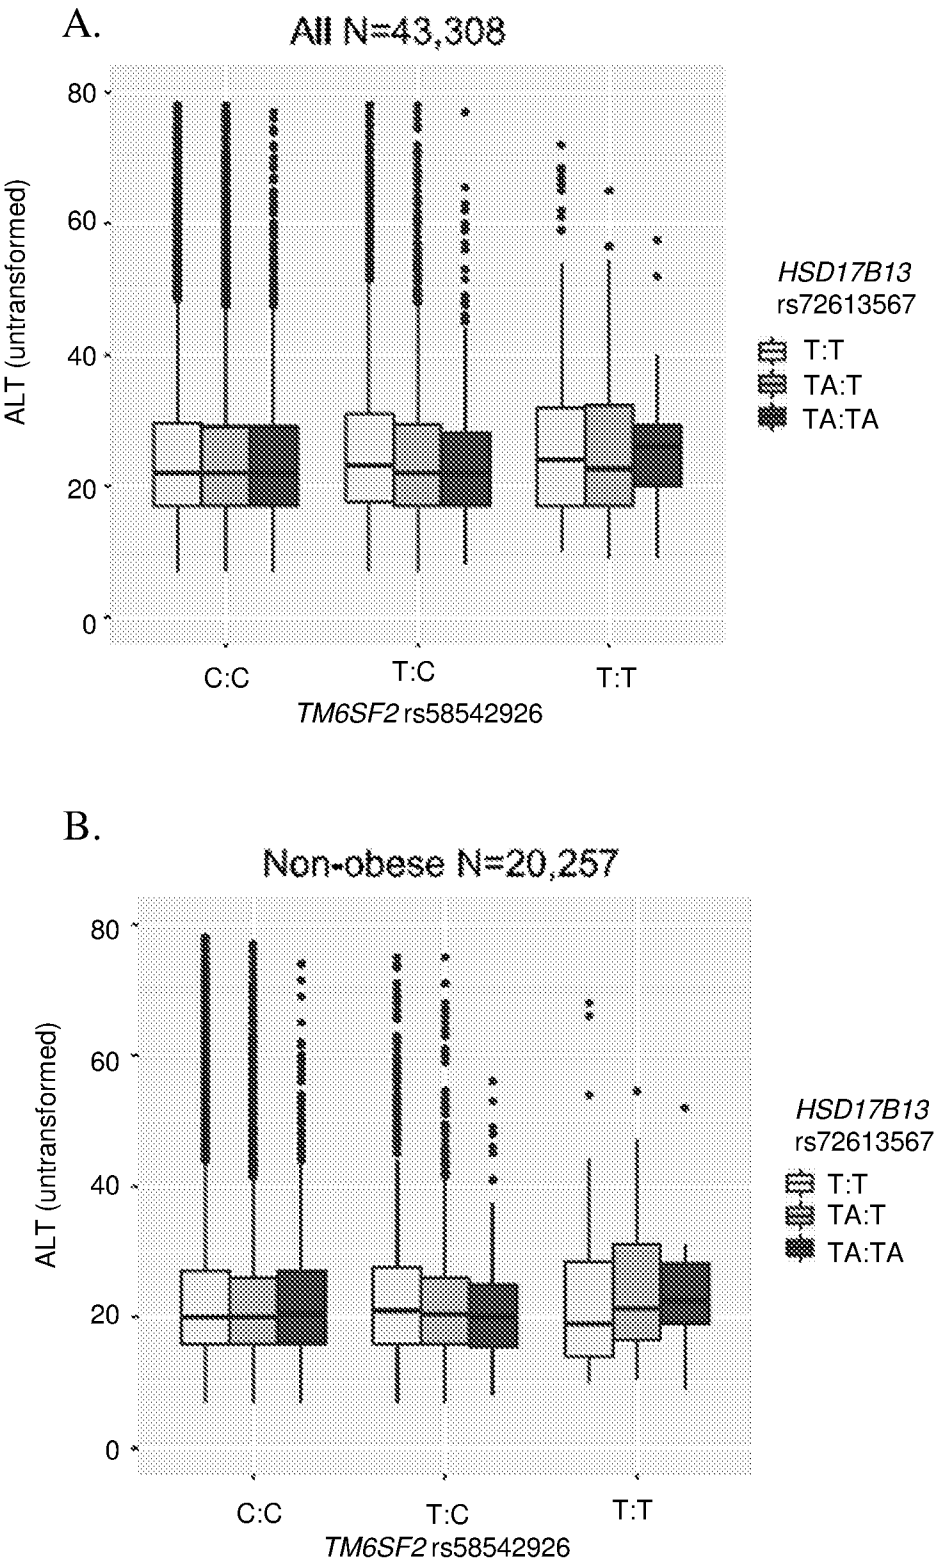 A.
All N=43,308
80
60
40
20
0
ALT (untransformed)
C:C
T:C
T:T
TM6SF2 rs58542926
HSD17B13
rs72613567
T:T
TA:T
TA:TA
B.
Non-obese N=20,257
80
60
40
20
0
ALT (untransformed)
C:C
T:C
T:T
TM6SF2 rs58542926
HSD17B13
rs72613567
T:T
TA:T
TA:TA